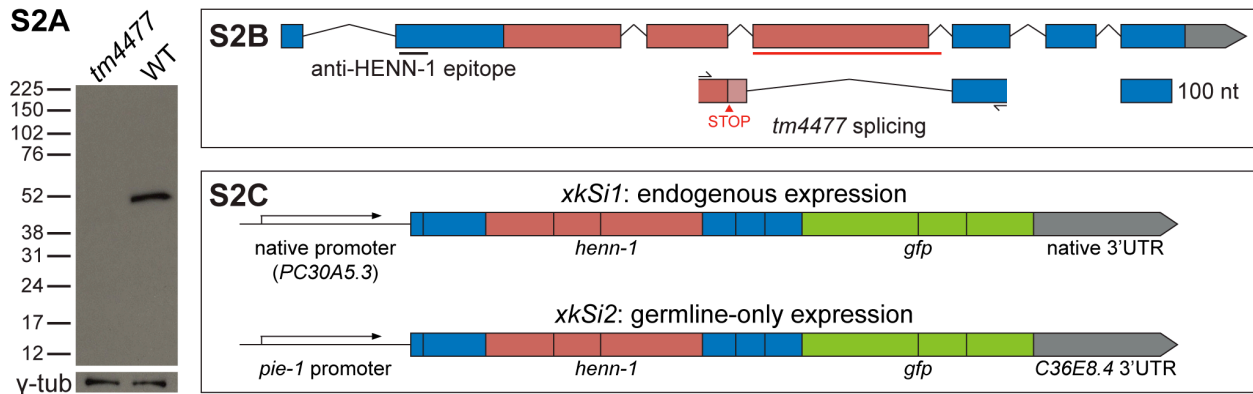 S2A
tm4477
WT
225
150
102
76
52
38
31
24
17
12
γ-tub
S2B
anti-HENN-1 epitope
STOP
tm4477 splicing
100 nt
S2C
xkSi1: endogenous expression
native promoter
(PC30A5.3)
henn-1
gfp
native 3'UTR
xkSi2: germline-only expression
pie-1 promoter
henn-1
gfp
C36E8.4 3'UTR